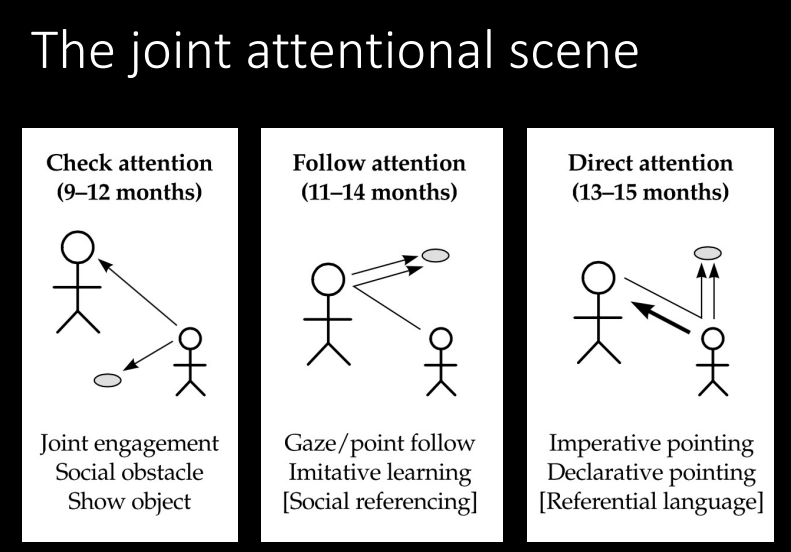 The joint attentional scene
Check attention
(9–12 months)
Joint engagement
Social obstacle
Show object
Follow attention
(11–14 months)
Gaze/point follow
Imitative learning
[Social referencing]
Direct attention
(13–15 months)
Imperative pointing
Declarative pointing
[Referential language]